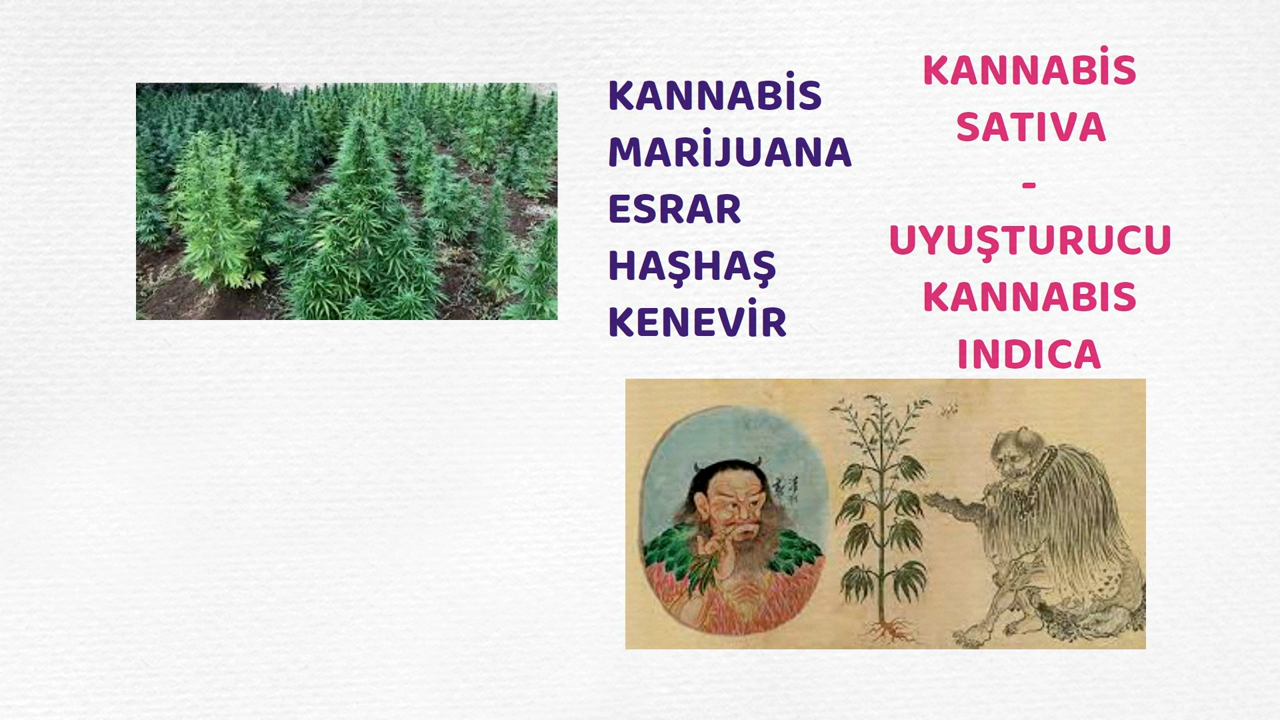 KANNABİS
MARİJUANA
ESRAR
HAŞHAŞ
KENEVİR
KANNABİS
SATIVA
-
UYUŞTURUCU
KANNABIS
INDICA